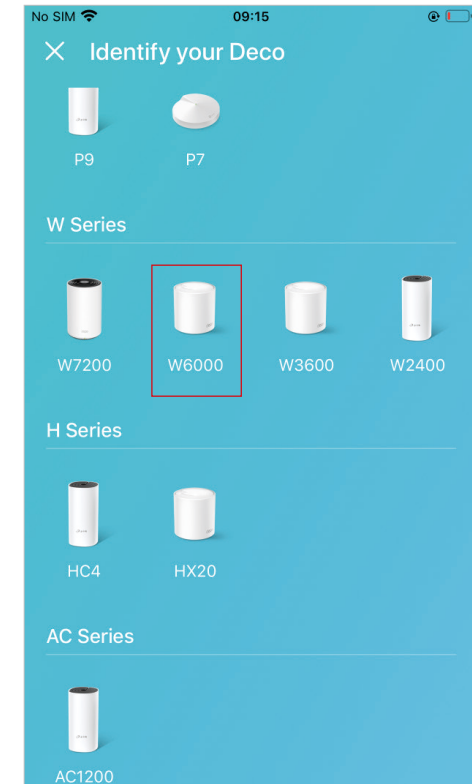 No SIM 09:15
Identify your Deco
P9 P7
W Series
W7200 W6000 W3600 W2400
H Series
HC4 HX20
AC Series
AC1200